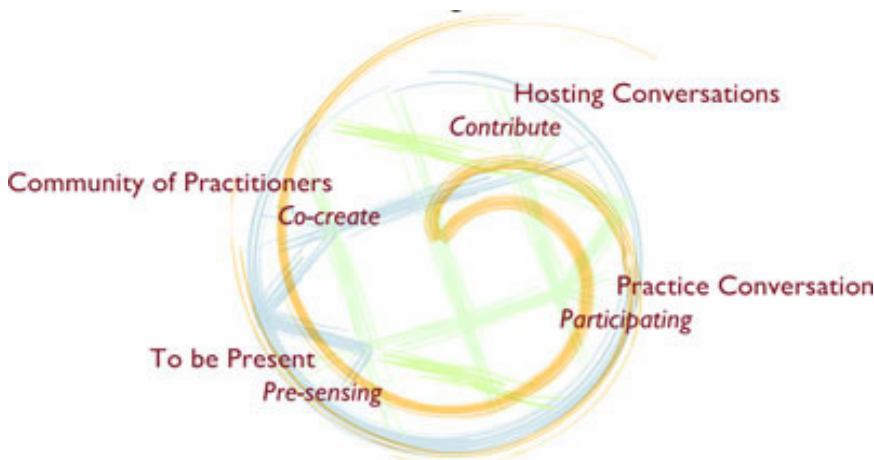 Hosting Conversations
Contribute
Community of Practitioners
Co-create
Practice Conversation
Participating
To be Present
Pre-sensing